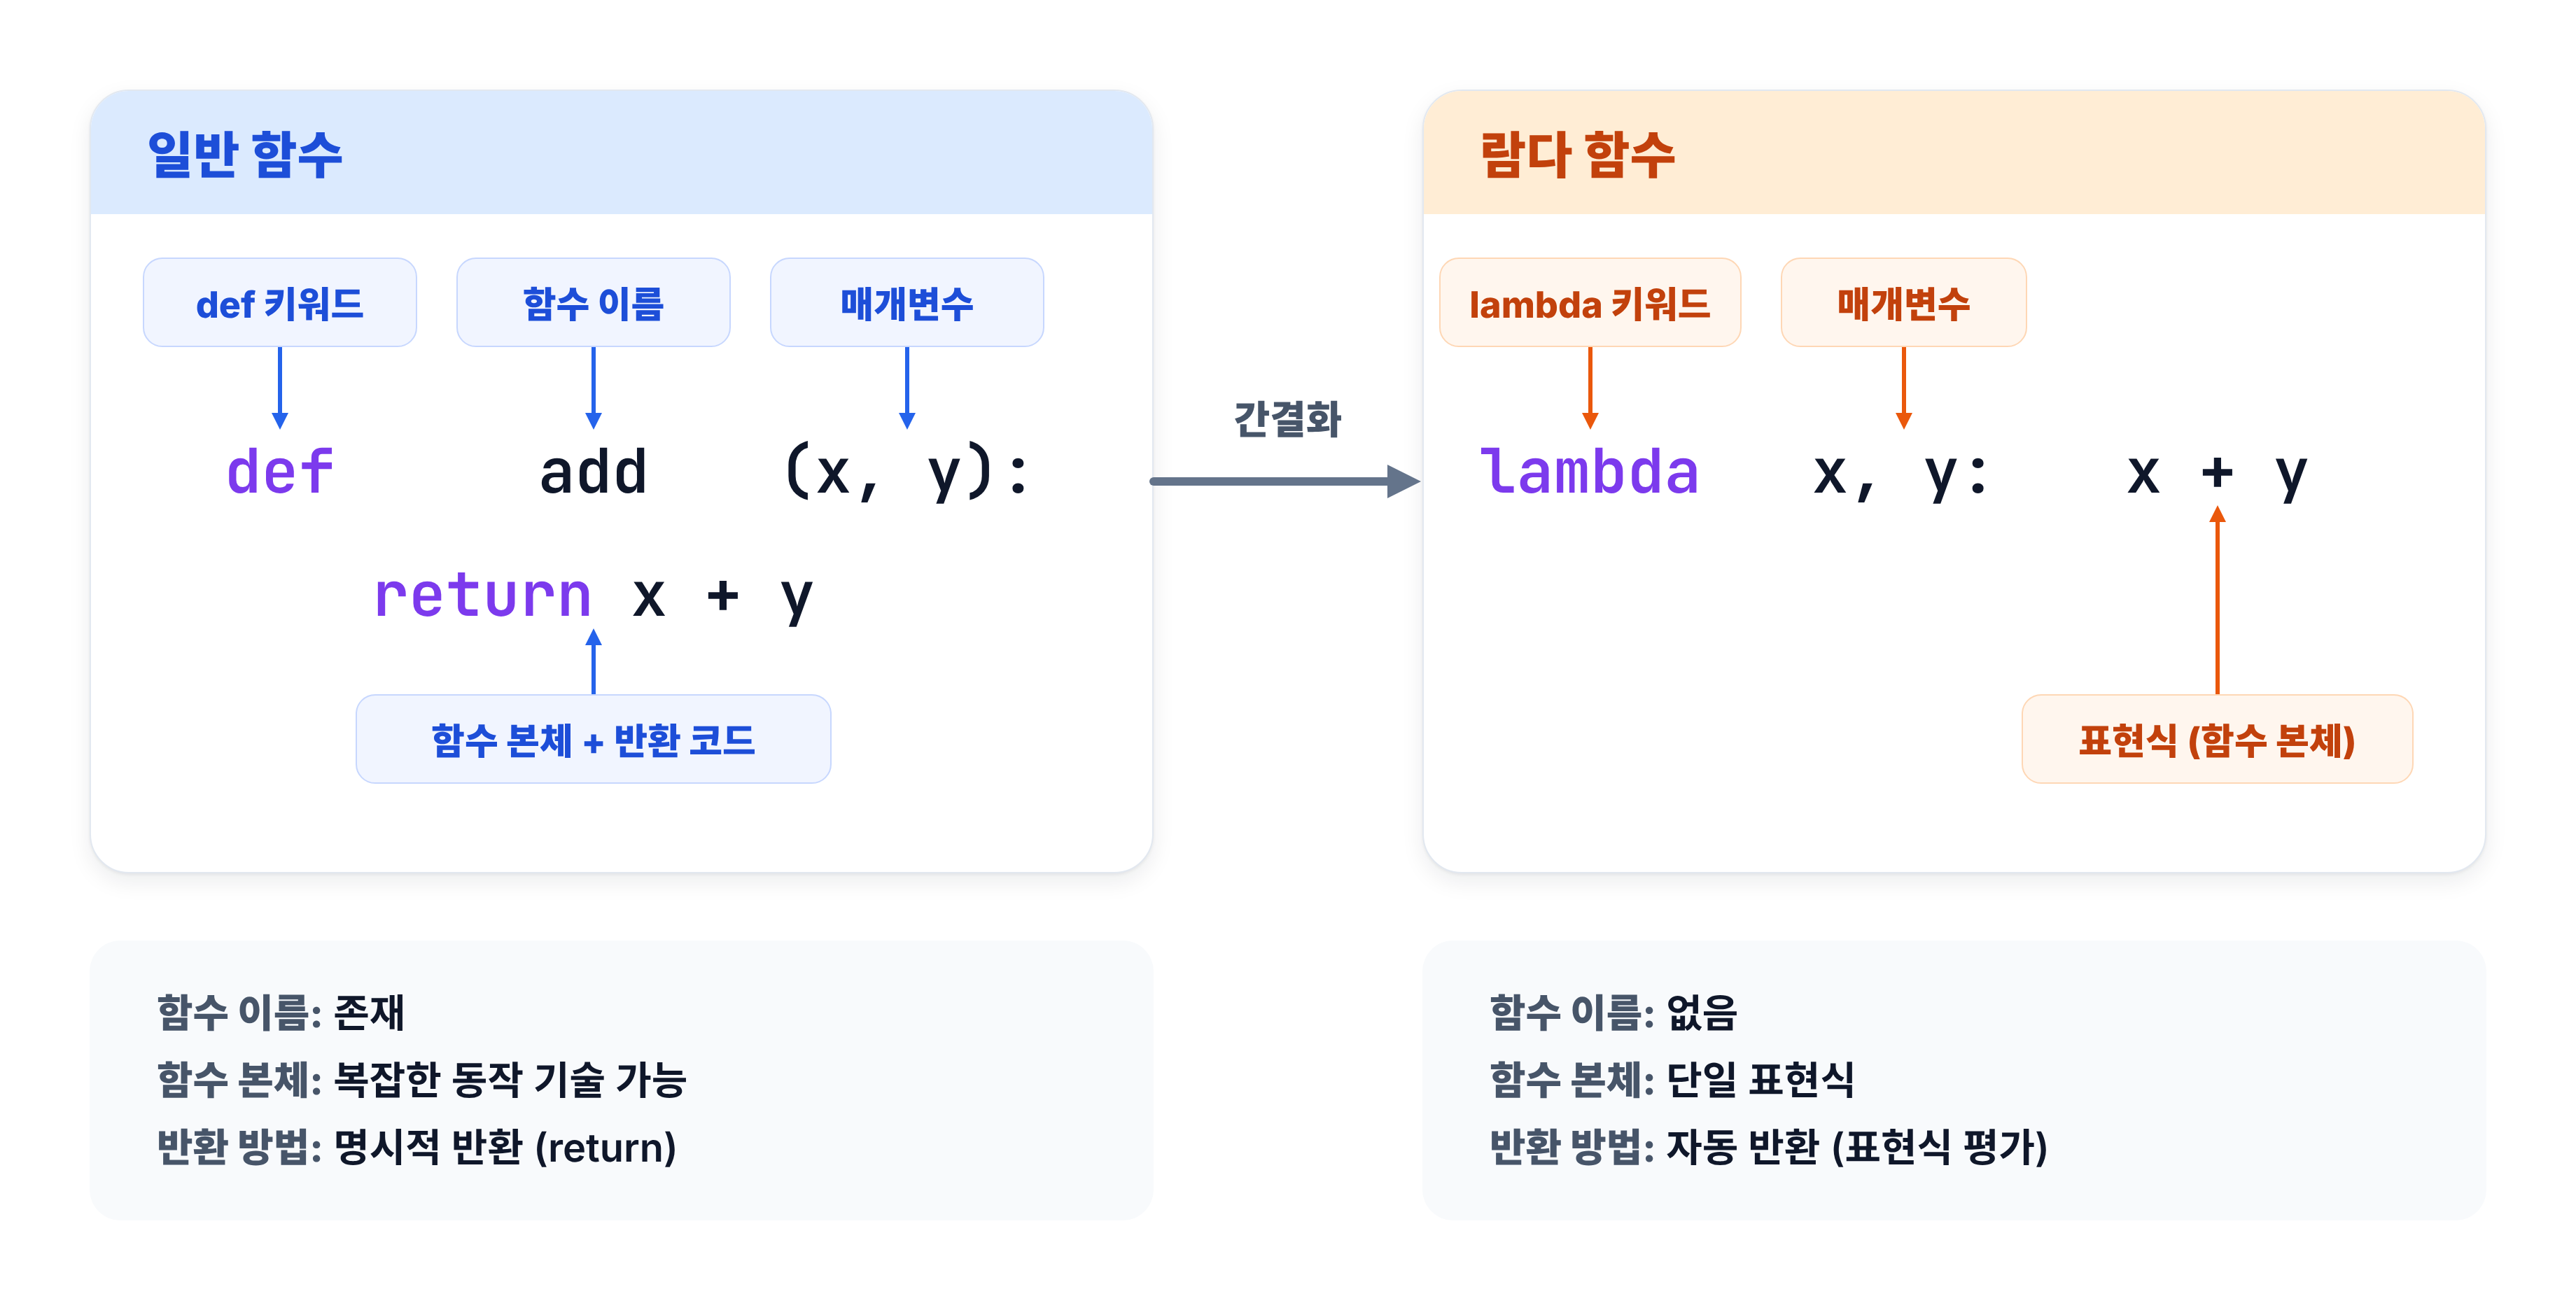 일반 함수
def 키워드
함수 이름
매개변수
def add (x, y):
return x + y
함수 본체 + 반환 코드
간결화
람다 함수
lambda 키워드
매개변수
lambda x, y: x + y
표현식 (함수 본체)
함수 이름: 존재
함수 본체: 복잡한 동작 기술 가능
반환 방법: 명시적 반환 (return)
함수 이름: 없음
함수 본체: 단일 표현식
반환 방법: 자동 반환 (표현식 평가)